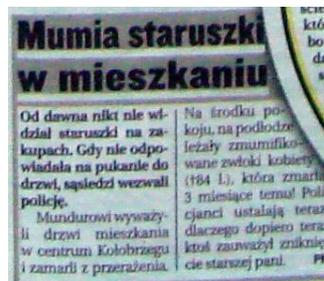 Mumia staruszki
w mieszkaniu
Od dawna nikt nie wi-
dział staruszki na za-
kupach. Gdy nie odpo-
wiadała na pukanie do
drzwi, sąsiedzi wezwali
policję.
Mundurowi wyważy-
li drzwi mieszkania
w centrum Kołobrzegu
i zamarli z przerażenia.
Na środku po-
koju, na podłodze
leżały zmumifiko-
wane zwłoki kobiety
(†84 l.), która zmarła
3 miesiące temu! Poli-
cjanci ustalają teraz
dlaczego dopiero teraz
ktoś zauważył zniknię-
cie starszej pani.